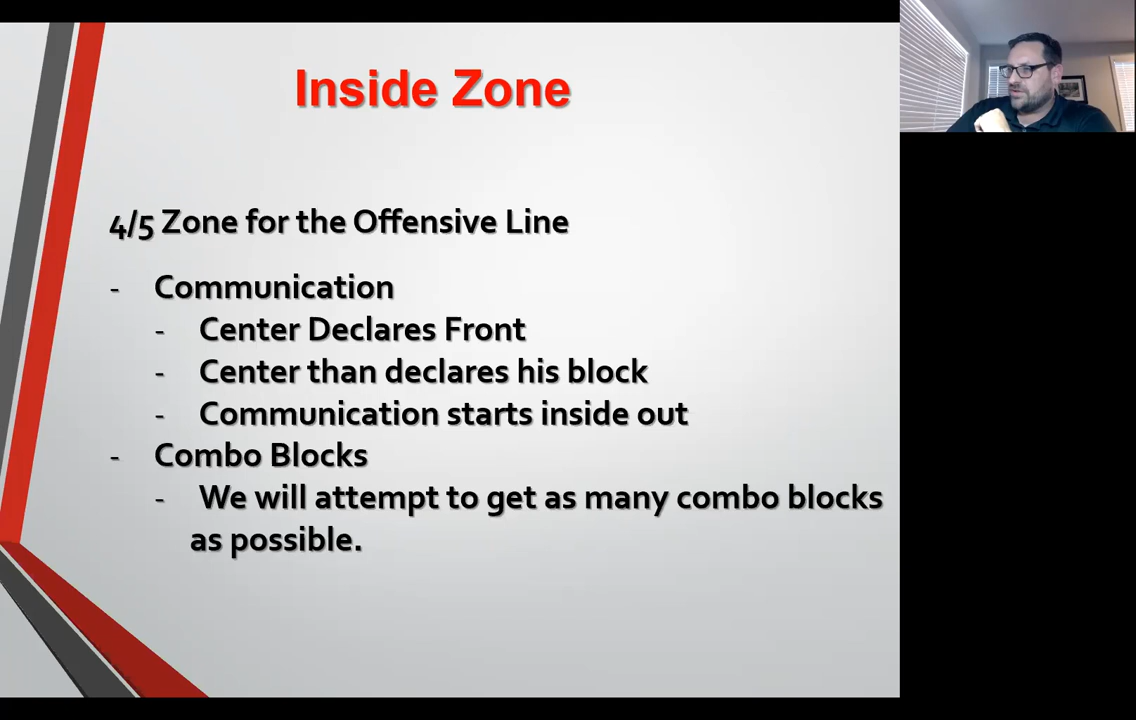 Inside Zone
4/5 Zone for the Offensive Line
- Communication
- Center Declares Front
- Center than declares his block
- Communication starts inside out
- Combo Blocks
- We will attempt to get as many combo blocks
as possible.